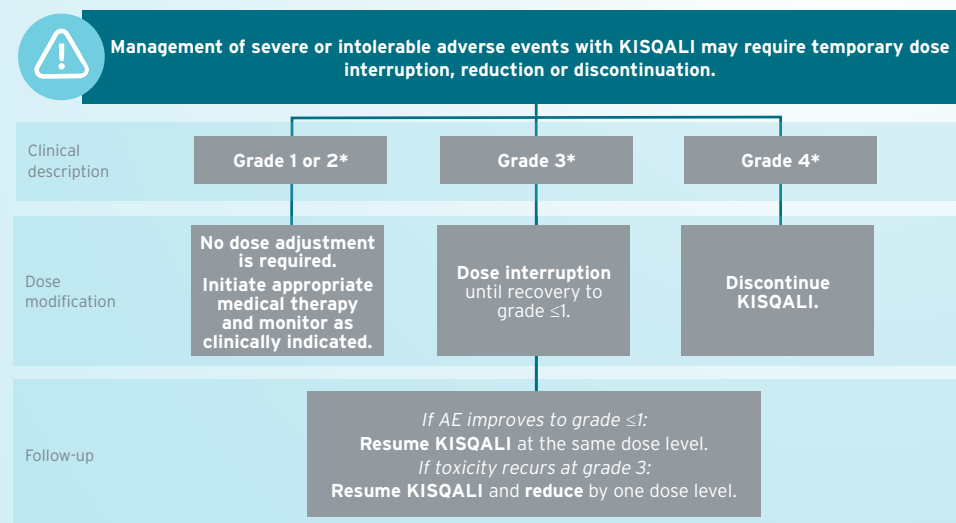 Management of severe or intolerable adverse events with KISQALI may require temporary dose
interruption, reduction or discontinuation.
Clinical
description
Grade 1 or 2*
Grade 3*
Grade 4*
Dose
modification
No dose adjustment
is required.
Initiate appropriate
medical therapy
and monitor as
clinically indicated.
Dose interruption
until recovery to
grade ≤1.
Discontinue
KISQALI.
Follow-up
If AE improves to grade ≤1:
Resume KISQALI at the same dose level.
If toxicity recurs at grade 3:
Resume KISQALI and reduce by one dose level.